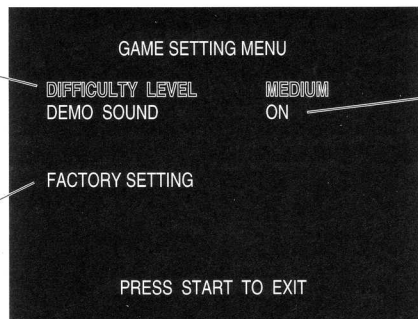 GAME SETTING MENU
DIFFICULTY LEVEL MEDIUM
DEMO SOUND ON
FACTORY SETTING
PRESS START TO EXIT